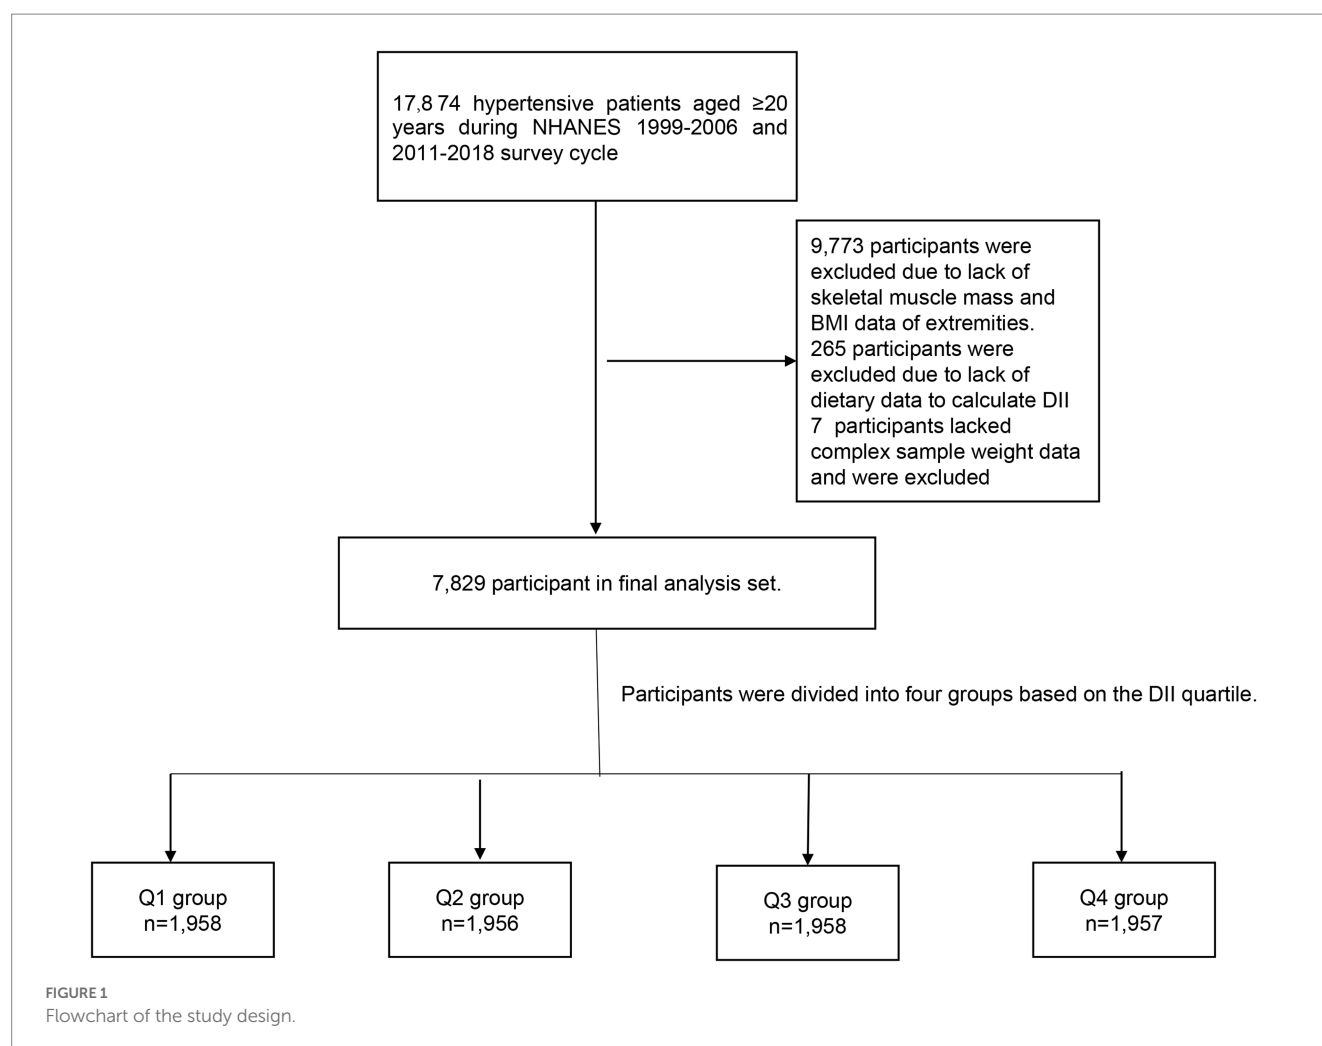 17,8 74 hypertensive patients aged ≥20
years during NHANES 1999-2006 and
2011-2018 survey cycle
9,773 participants were
excluded due to lack of
skeletal muscle mass and
BMI data of extremities.
265 participants were
excluded due to lack of
dietary data to calculate DII
7 participants lacked
complex sample weight data
and were excluded
7,829 participant in final analysis set.
Participants were divided into four groups based on the DII quartile.
Q1 group
n=1,958
Q2 group
n=1,956
Q3 group
n=1,958
Q4 group
n=1,957
FIGURE 1
Flowchart of the study design.